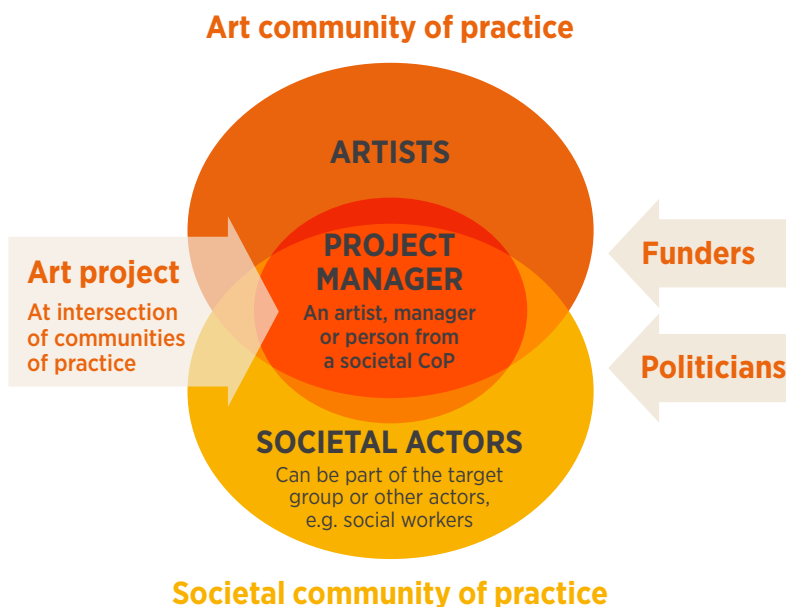 Art community of practice
ARTISTS
PROJECT
MANAGER
An artist, manager
or person from
a societal CoP
Art project
At intersection
of communities
of practice
Funders
Politicians
SOCIETAL ACTORS
Can be part of the target
group or other actors,
e.g. social workers
Societal community of practice